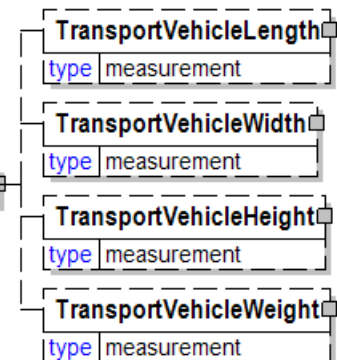 TransportVehicleLength
type measurement
TransportVehicleWidth
type measurement
TransportVehicleHeight
type measurement
TransportVehicleWeight
type measurement